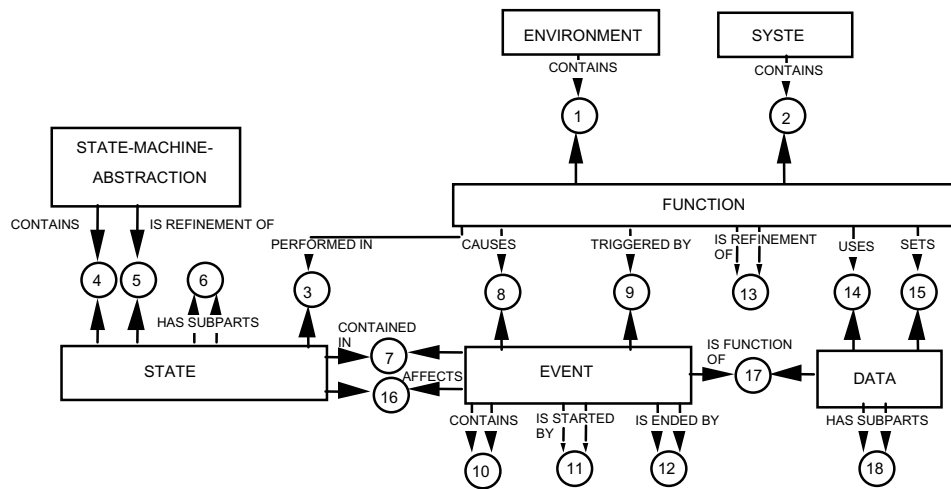 ENVIRONMENT
SYSTE
CONTAINS
CONTAINS
1
2
STATE-MACHINE-
ABSTRACTION
FUNCTION
CONTAINS
IS REFINEMENT OF
PERFORMED IN
CAUSES
TRIGGERED BY
IS REFINEMENT
OF
USES
SETS
4
5
6
3
8
9
13
14
15
HAS SUBPARTS
CONTAINED
IN
7
IS FUNCTION
OF
STATE
AFFECTS
16
EVENT
17
DATA
CONTAINS
IS STARTED
BY
IS ENDED BY
HAS SUBPARTS
10
11
12
18